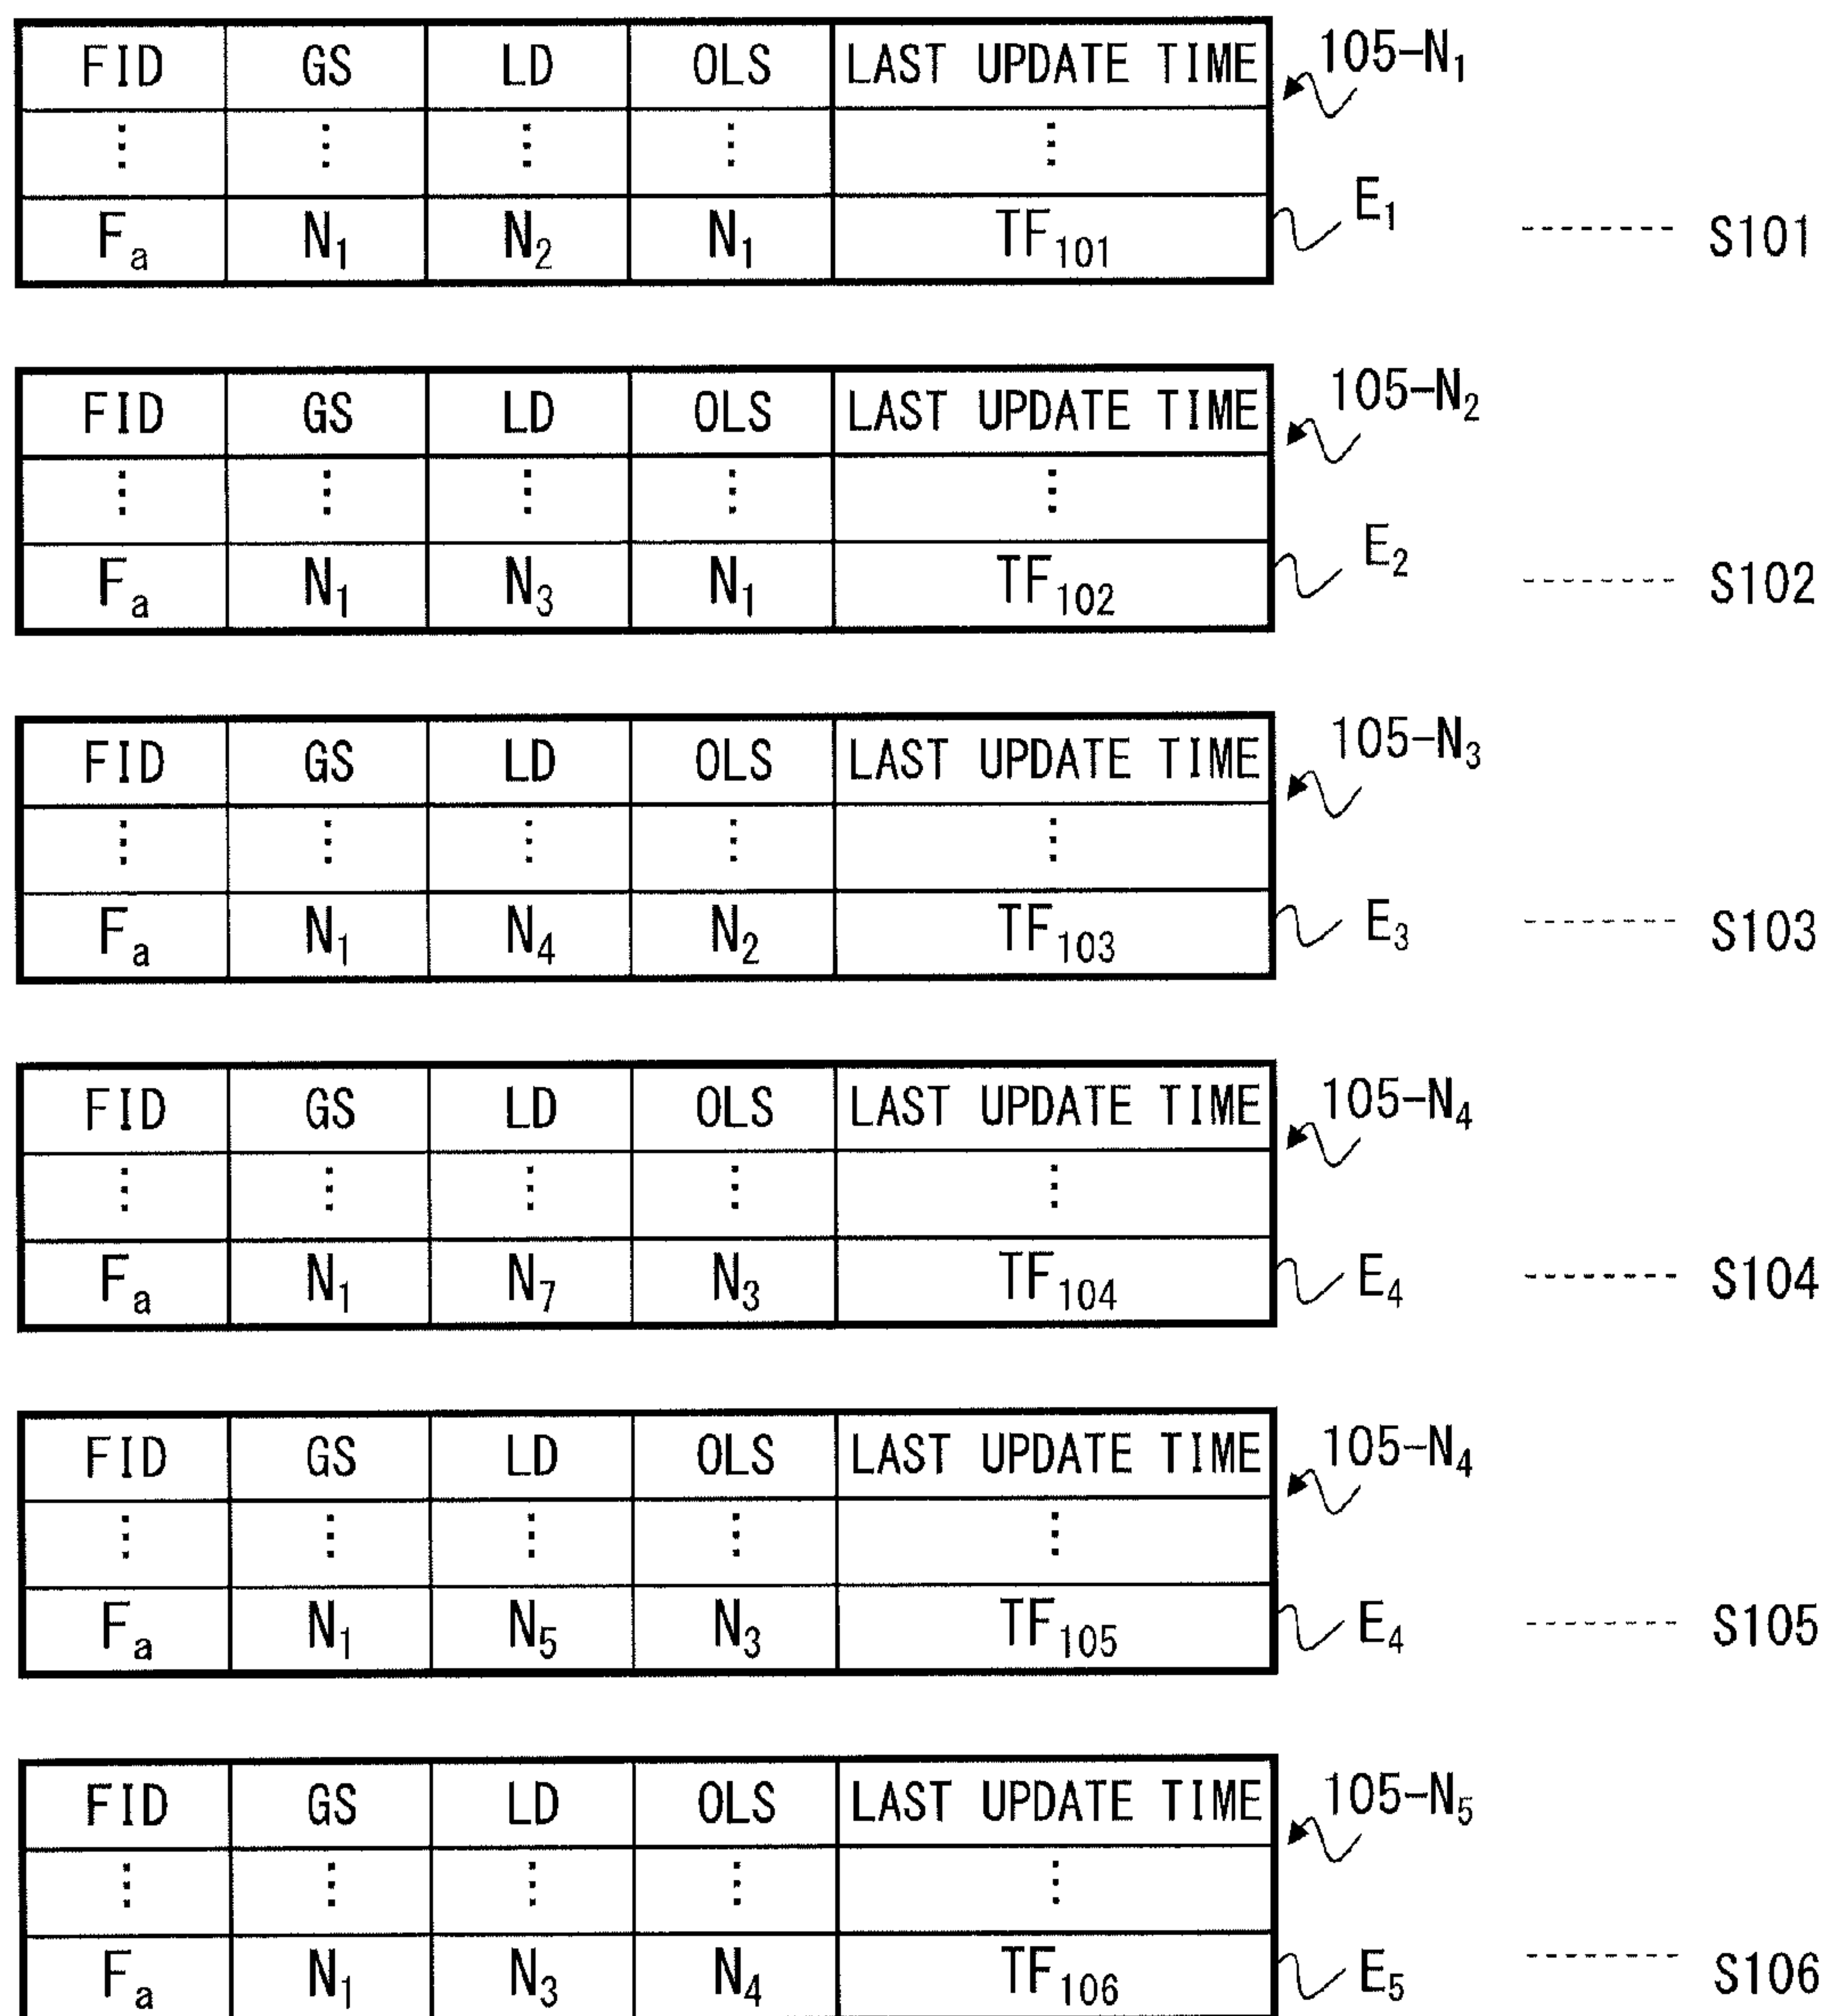 FID GS LD OLS LAST UPDATE TIME 105-N₁
⋮ ⋮ ⋮ ⋮ ⋮
Fₐ N₁ N₂ N₁ TF₁₀₁ E₁ -------- S101
FID GS LD OLS LAST UPDATE TIME 105-N₂
⋮ ⋮ ⋮ ⋮ ⋮
Fₐ N₁ N₃ N₁ TF₁₀₂ E₂ -------- S102
FID GS LD OLS LAST UPDATE TIME 105-N₃
⋮ ⋮ ⋮ ⋮ ⋮
Fₐ N₁ N₄ N₂ TF₁₀₃ E₃ -------- S103
FID GS LD OLS LAST UPDATE TIME 105-N₄
⋮ ⋮ ⋮ ⋮ ⋮
Fₐ N₁ N₇ N₃ TF₁₀₄ E₄ -------- S104
FID GS LD OLS LAST UPDATE TIME 105-N₄
⋮ ⋮ ⋮ ⋮ ⋮
Fₐ N₁ N₅ N₃ TF₁₀₅ E₄ -------- S105
FID GS LD OLS LAST UPDATE TIME 105-N₅
⋮ ⋮ ⋮ ⋮ ⋮
Fₐ N₁ N₃ N₄ TF₁₀₆ E₅ -------- S106